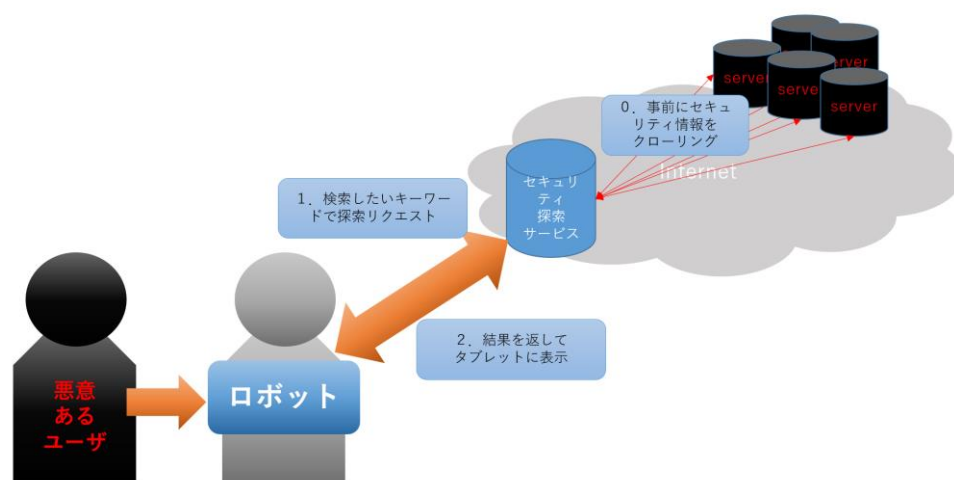 server
server
server
server
0．事前にセキュ
リティ情報を
クローリング
Internet
セキュリ
ティ
探索
サービス
1．検索したいキーワー
ドで探索リクエスト
2．結果を返して
タブレットに表示
悪意
ある
ユーザ
ロボット